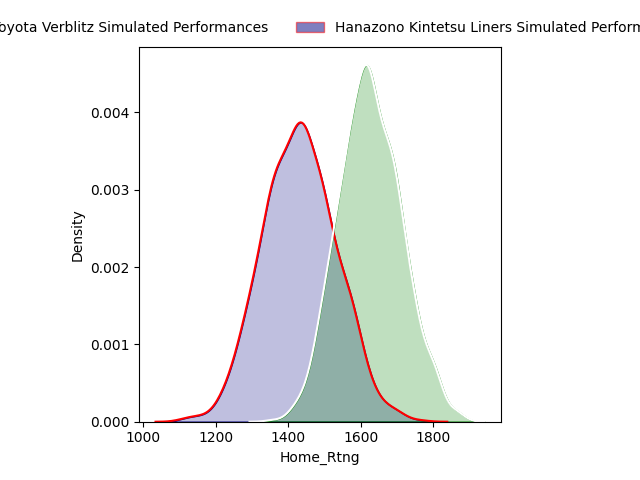 oyota Verblitz Simulated Performances
Hanazono Kintetsu Liners Simulated Perform
0.004
0.003
0.002
0.001
0.000
Density
1000 1200 1400 1600 1800
Home_Rtng